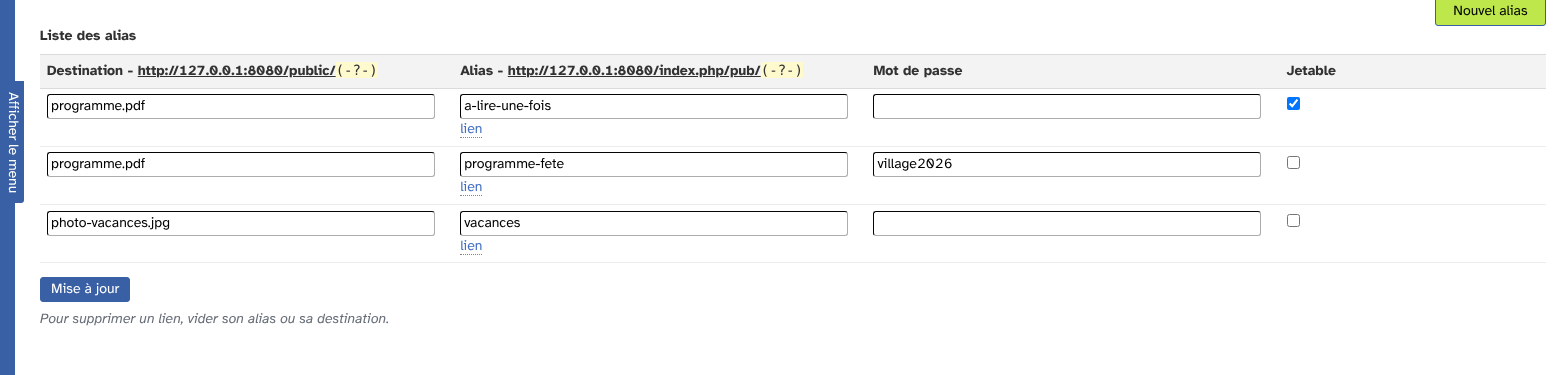 Nouvel alias
Liste des alias
Destination - http://127.0.0.1:8080/public/(-?-) Alias - http://127.0.0.1:8080/index.php/pub/(-?-) Mot de passe Jetable
programme.pdf a-lire-une-fois
lien
programme.pdf programme-fete village2026
lien
photo-vacances.jpg vacances
lien
Mise à jour
Pour supprimer un lien, vider son alias ou sa destination.
Afficher le menu